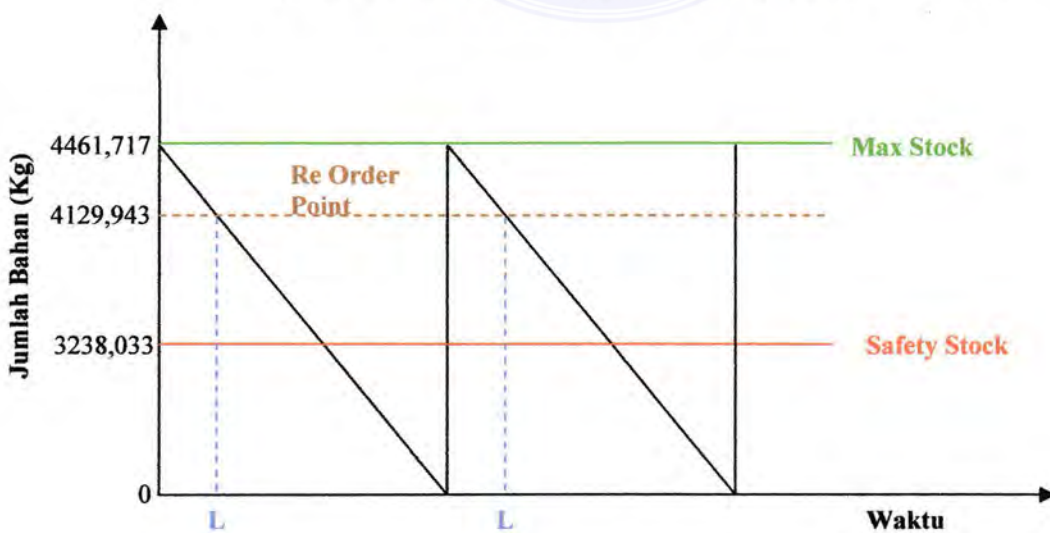 4461,717
Max Stock
Re Order
Point
4129,943
Jumlah Bahan (Kg)
3238,033
Safety Stock
0
L
L
Waktu